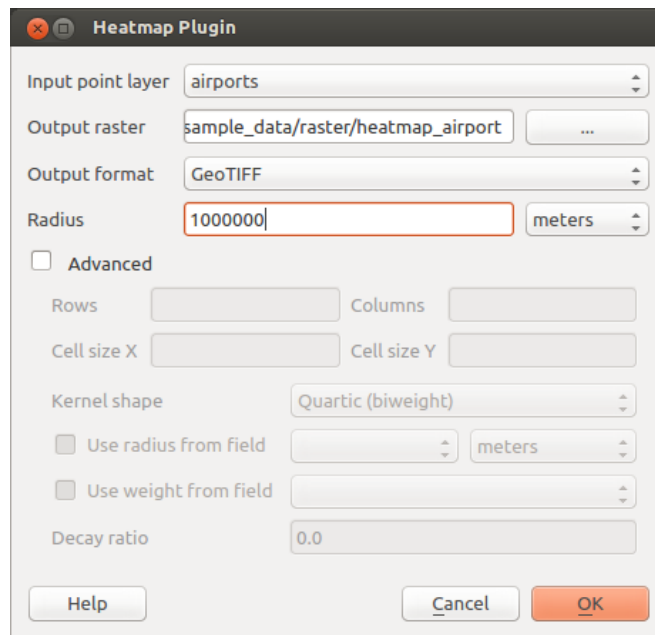 Heatmap Plugin
Input point layer airports
Output raster sample_data/raster/heatmap_airport ...
Output format GeoTIFF
Radius 1000000 meters
Advanced
Rows Columns
Cell size X Cell size Y
Kernel shape Quartic (biweight)
Use radius from field meters
Use weight from field
Decay ratio 0.0
Help Cancel OK